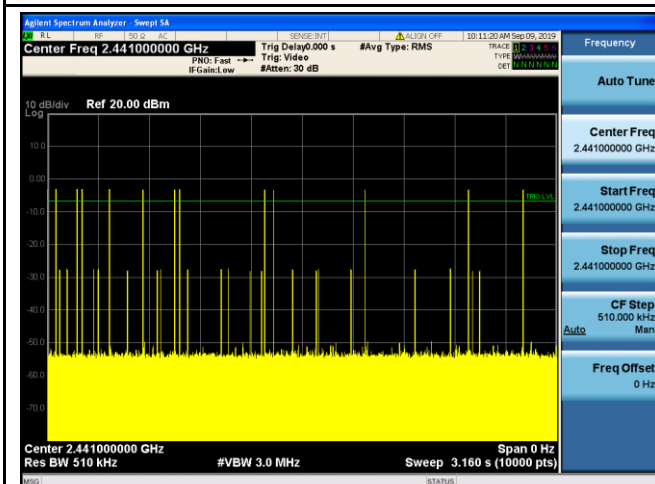 Agilent Spectrum Analyzer - Swept SA
RL RF 50 Ω AC SENSE:INT ALIGN OFF 10:11:20 AM Sep 09, 2019
Center Freq 2.441000000 GHz
PNO: Fast
IFGain:Low
Trig Delay0.000 s
Trig: Video
#Atten: 30 dB
#Avg Type: RMS
TRACE 1 2 3 4 5 6
TYPE
DET N N N N N N
Frequency
10 dB/div Ref 20.00 dBm
Log
10.0
0.00
TRIG LVL
-10.0
-20.0
-30.0
-40.0
-50.0
-60.0
-70.0
Center 2.441000000 GHz Span 0 Hz
Res BW 510 kHz #VBW 3.0 MHz Sweep 3.160 s (10000 pts)
MSG STATUS
Auto Tune
Center Freq
2.441000000 GHz
Start Freq
2.441000000 GHz
Stop Freq
2.441000000 GHz
CF Step
510.000 kHz
Auto Man
Freq Offset
0 Hz